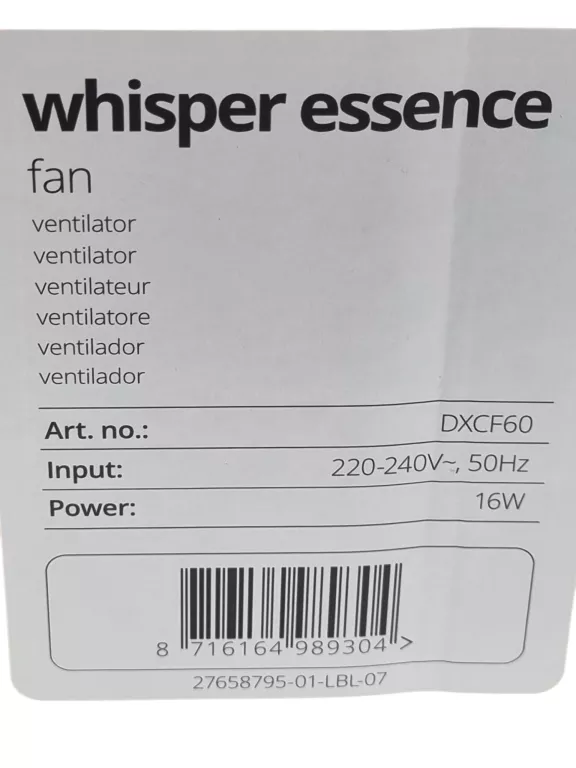 whisper essence
fan
ventilator
ventilator
ventilateur
ventilatore
ventilador
ventilador
Art. no.: DXCF60
Input: 220-240V~, 50Hz
Power: 16W
8 716164 989304 >
27658795-01-LBL-07